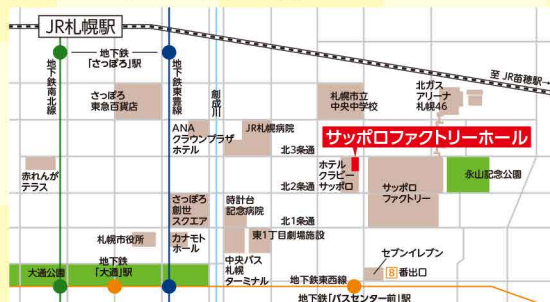 JR札幌駅
地下鉄
「さっぽろ」駅
至 JR苗穂駅→
地下鉄南北線
地下鉄東豊線
創成川
さっぽろ
東急百貨店
札幌市立
中央中学校
北ガス
アリーナ
札幌46
ANA
クラウンプラザ
ホテル
JR札幌病院
サッポロファクトリーホール
北3条通
赤れんが
テラス
ホテル
クラビー
サッポロ
北2条通
サッポロ
ファクトリー
永山記念公園
さっぽろ
創世
スクエア
時計台
記念病院
北1条通
札幌市役所
カナモト
ホール
東1丁目劇場施設
中央バス
札幌
ターミナル
セブンイレブン
8番出口
大通公園
地下鉄
「大通」駅
地下鉄東西線
地下鉄「バスセンター前」駅